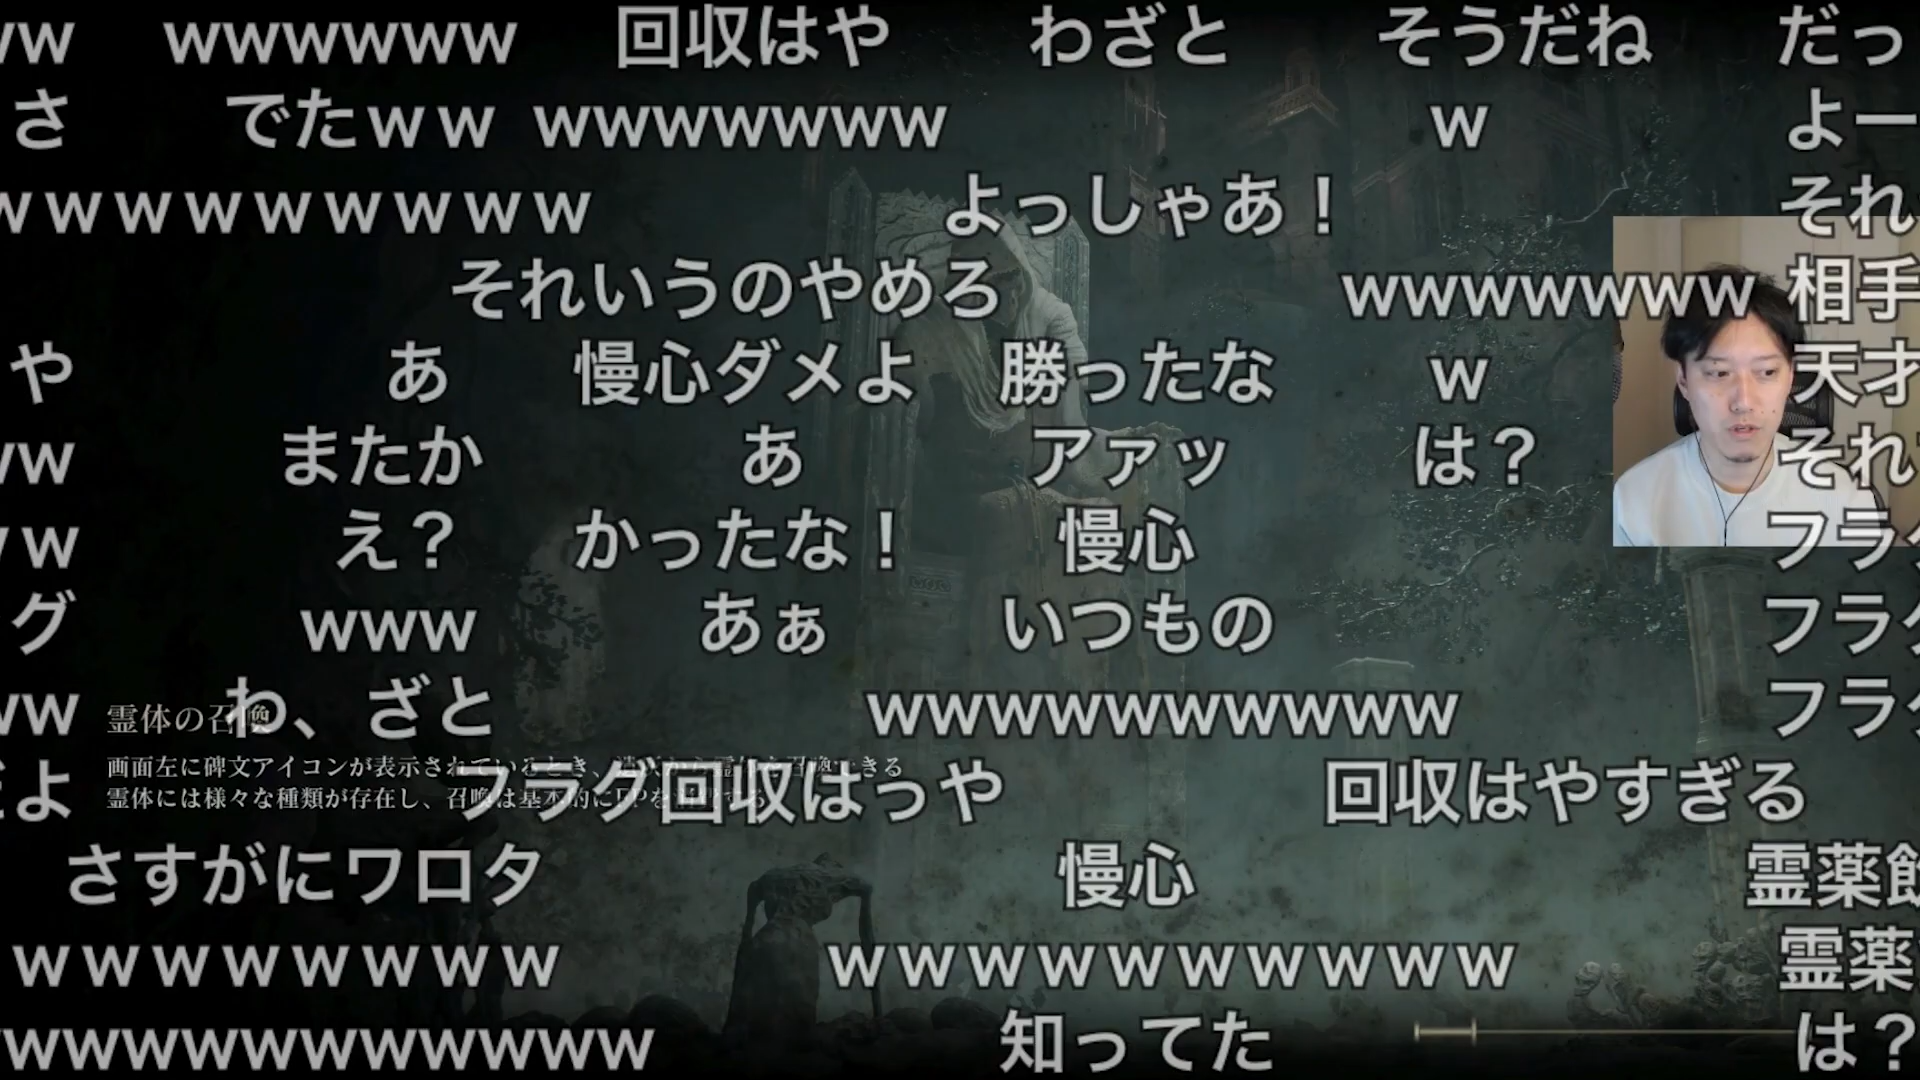 ww wwwwww 回収はや わざと そうだね だっ
さ でたｗｗ wwwwwww w よー
ｗｗｗｗｗｗｗｗｗ よっしゃあ！ それ
それいうのやめろ wwwwwww 相手
や あ 慢心ダメよ 勝ったな w 天才
ww またか あ アァッ は？ それ
w え？ かったな！ 慢心 フラグ
グ www あぁ いつもの フラグ
ww わ、ざと wwwwwwwwww フラグ
霊体の召喚
画面左に碑文アイコンが表示されているとき、
霊体には様々な種類が存在し、召喚は基本的にFPを
よ フラグ回収はっや 回収はやすぎる
さすがにワロタ 慢心 霊薬飲
ｗｗｗｗｗｗｗｗ ｗｗｗｗｗｗｗｗｗｗ 霊薬
wwwwwwwwwww 知ってた は？